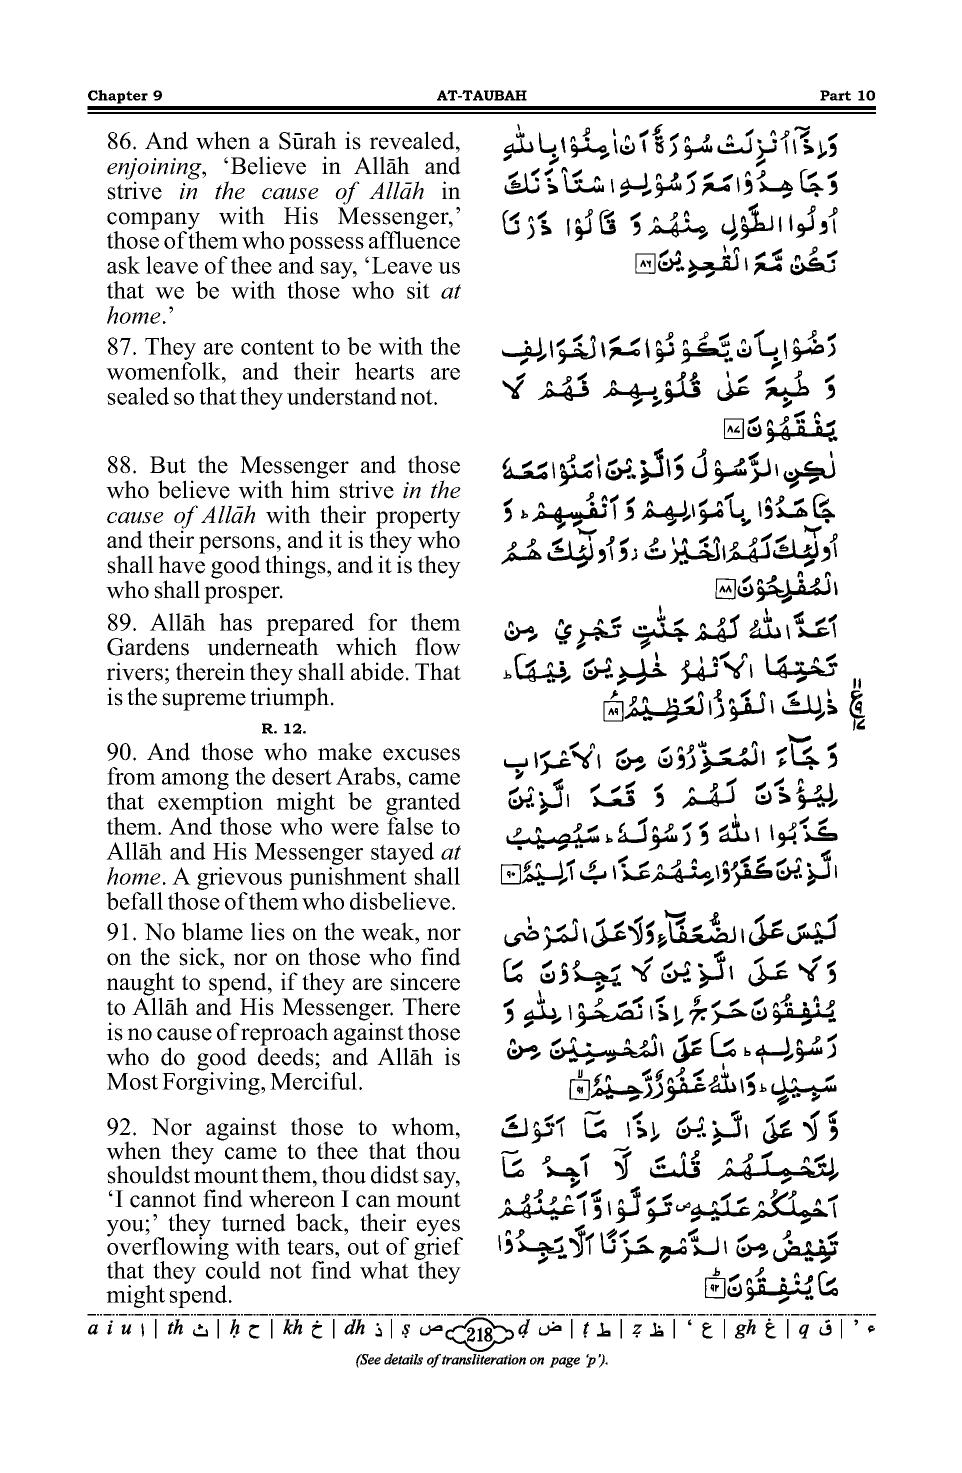 Chapter 9
AT-TAUBAH
Part 10
86. And when a Sūrah is revealed,
enjoining, ‘Believe in Allāh and
strive in the cause of Allāh in
company with His Messenger,’
those of them who possess affluence
ask leave of thee and say, ‘Leave us
that we be with those who sit at
home.’
87. They are content to be with the
womenfolk, and their hearts are
sealed so that they understand not.
88. But the Messenger and those
who believe with him strive in the
cause of Allāh with their property
and their persons, and it is they who
shall have good things, and it is they
who shall prosper.
89. Allāh has prepared for them
Gardens underneath which flow
rivers; therein they shall abide. That
is the supreme triumph.
R. 12.
90. And those who make excuses
from among the desert Arabs, came
that exemption might be granted
them. And those who were false to
Allāh and His Messenger stayed at
home. A grievous punishment shall
befall those of them who disbelieve.
91. No blame lies on the weak, nor
on the sick, nor on those who find
naught to spend, if they are sincere
to Allāh and His Messenger. There
is no cause of reproach against those
who do good deeds; and Allāh is
Most Forgiving, Merciful.
92. Nor against those to whom,
when they came to thee that thou
shouldst mount them, thou didst say,
‘I cannot find whereon I can mount
you;’ they turned back, their eyes
overflowing with tears, out of grief
that they could not find what they
might spend.
وَاِذَاۤ اُنْزِلَتْ سُوْرَةٌ اَنْ اٰمِنُوْا بِاللّٰهِ
وَجَاهِدُوْا مَعَ رَسُوْلِهِ اسْتَاْذَنَكَ
اُولُوا الطَّوْلِ مِنْهُمْ وَ قَالُوْا ذَرْنَا
نَكُنْ مَّعَ الْقٰعِدِيْنَ ۸۶
رَضُوْا بِاَنْ يَّكُوْنُوْا مَعَ الْخَوَالِفِ
وَ طُبِعَ عَلٰى قُلُوْبِهِمْ فَهُمْ لَا
يَفْقَهُوْنَ ۸۷
لٰكِنِ الرَّسُوْلُ وَالَّذِيْنَ اٰمَنُوْا مَعَهٗ
جَاهَدُوْا بِاَمْوَالِهِمْ وَ اَنْفُسِهِمْ ؕ وَ
اُولٰٓئِكَ لَهُمُ الْخَيْرٰتُ ؗ وَ اُولٰٓئِكَ هُمُ
الْمُفْلِحُوْنَ ۸۸
اَعَدَّ اللّٰهُ لَهُمْ جَنّٰتٍ تَجْرِيْ مِنْ
تَحْتِهَا الْاَنْهٰرُ خٰلِدِيْنَ فِيْهَا ؕ
ذٰلِكَ الْفَوْزُ الْعَظِيْمُ ۸۹
۱۱ ع ۹ ۱۷
وَ جَآءَ الْمُعَذِّرُوْنَ مِنَ الْاَعْرَابِ
لِيُؤْذَنَ لَهُمْ وَ قَعَدَ الَّذِيْنَ
كَذَبُوا اللّٰهَ وَ رَسُوْلَهٗ ؕ سَيُصِيْبُ
الَّذِيْنَ كَفَرُوْا مِنْهُمْ عَذَابٌ اَلِيْمٌ ۹۰
لَيْسَ عَلَى الضُّعَفَآءِ وَلَا عَلَى الْمَرْضٰى
وَ لَا عَلَى الَّذِيْنَ لَا يَجِدُوْنَ مَا
يُنْفِقُوْنَ حَرَجٌ اِذَا نَصَحُوْا لِلّٰهِ وَ
رَسُوْلِهٖ ؕ مَا عَلَى الْمُحْسِنِيْنَ مِنْ
سَبِيْلٍ ؕ وَاللّٰهُ غَفُوْرٌ رَّحِيْمٌ ۹۱
وَّ لَا عَلَى الَّذِيْنَ اِذَا مَاۤ اَتَوْكَ
لِتَحْمِلَهُمْ قُلْتَ لَاۤ اَجِدُ مَاۤ
اَحْمِلُكُمْ عَلَيْهِ ۪ تَوَلَّوْا وَّ اَعْيُنُهُمْ
تَفِيْضُ مِنَ الدَّمْعِ حَزَنًا اَلَّا يَجِدُوْا
مَا يُنْفِقُوْنَ ۹۲
a i u ا | th ث | ḥ ح | kh خ | dh ذ | ṣ ص 218 ḍ ض | ṭ ط | ẓ ظ | ‘ ع | gh غ | q ق | ’ ء
(See details of transliteration on page ‘p’).